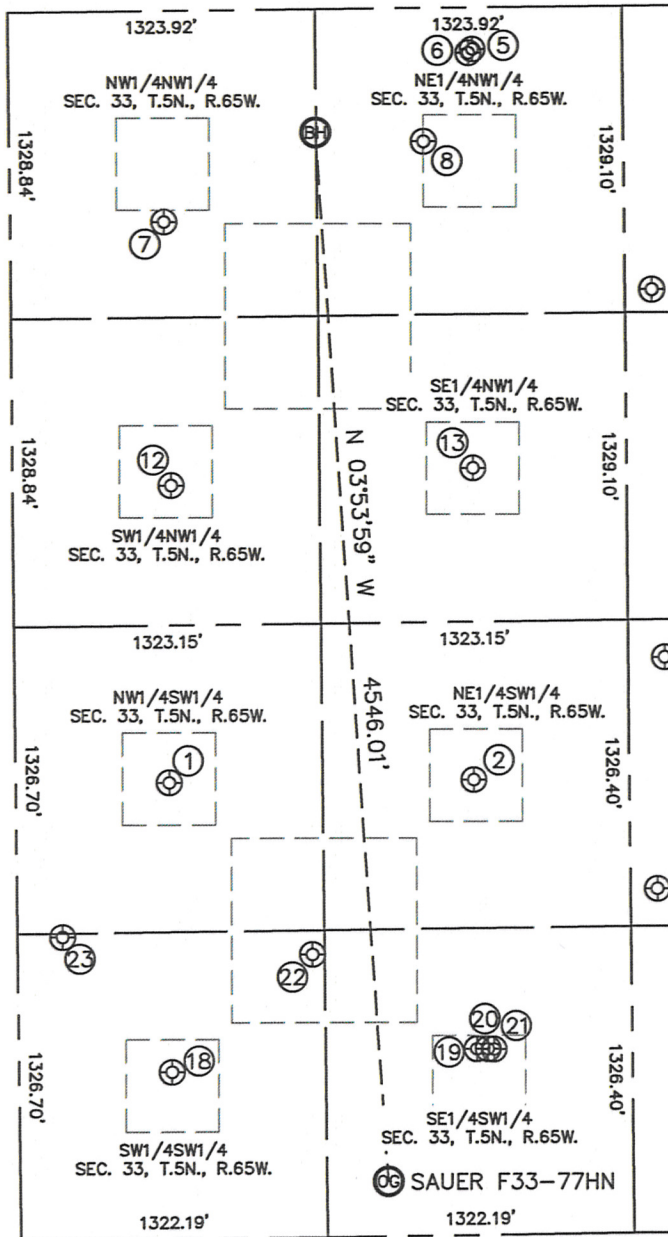 1323.92'
1323.92'
6
5
NW1/4NW1/4
SEC. 33, T.5N., R.65W.
NE1/4NW1/4
SEC. 33, T.5N., R.65W.
BH
8
1328.84'
1329.10'
7
SE1/4NW1/4
SEC. 33, T.5N., R.65W.
12
13
1328.84'
1329.10'
N 03°53'59" W
SW1/4NW1/4
SEC. 33, T.5N., R.65W.
1323.15'
1323.15'
4546.01'
NW1/4SW1/4
SEC. 33, T.5N., R.65W.
NE1/4SW1/4
SEC. 33, T.5N., R.65W.
1
2
1326.70'
1326.40'
23
22
20
21
19
18
1326.70'
1326.40'
SE1/4SW1/4
SEC. 33, T.5N., R.65W.
SW1/4SW1/4
SEC. 33, T.5N., R.65W.
OG SAUER F33-77HN
1322.19'
1322.19'